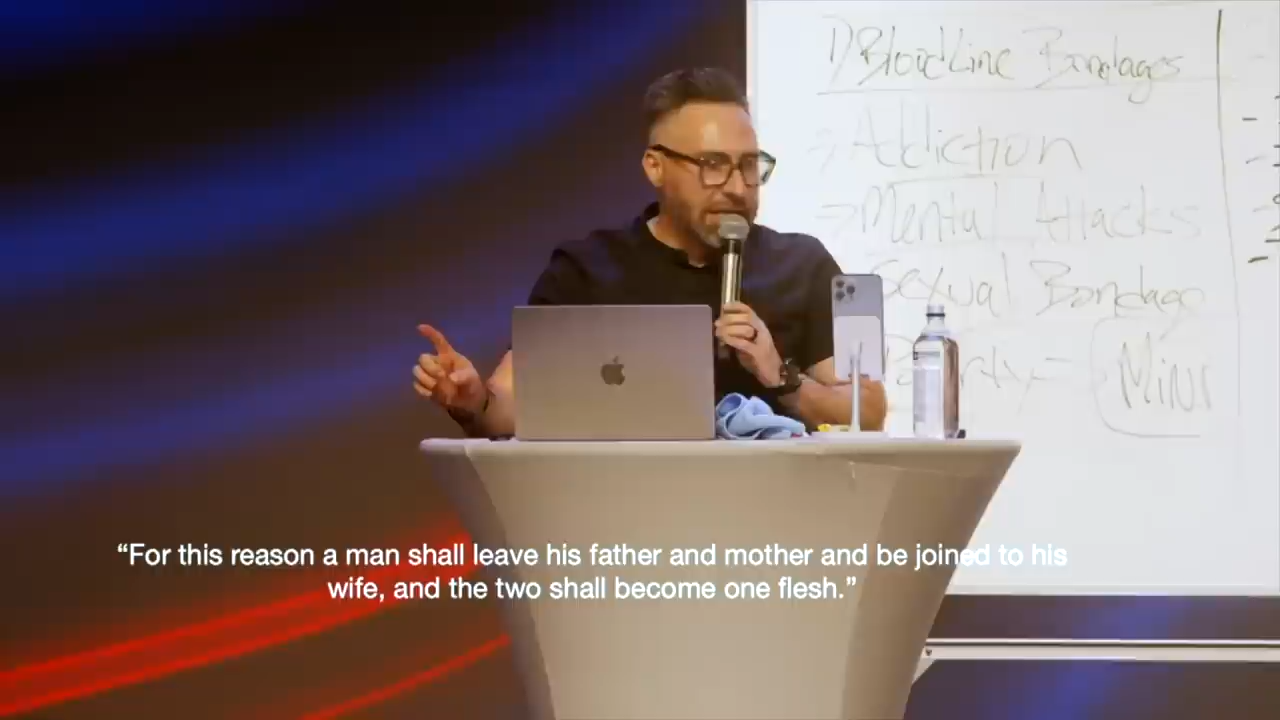 1) BloodLine Bondages
→ Addiction
→ Mental Attacks
Sexual Bondage
Mini
“For this reason a man shall leave his father and mother and be joined to his
wife, and the two shall become one flesh.”